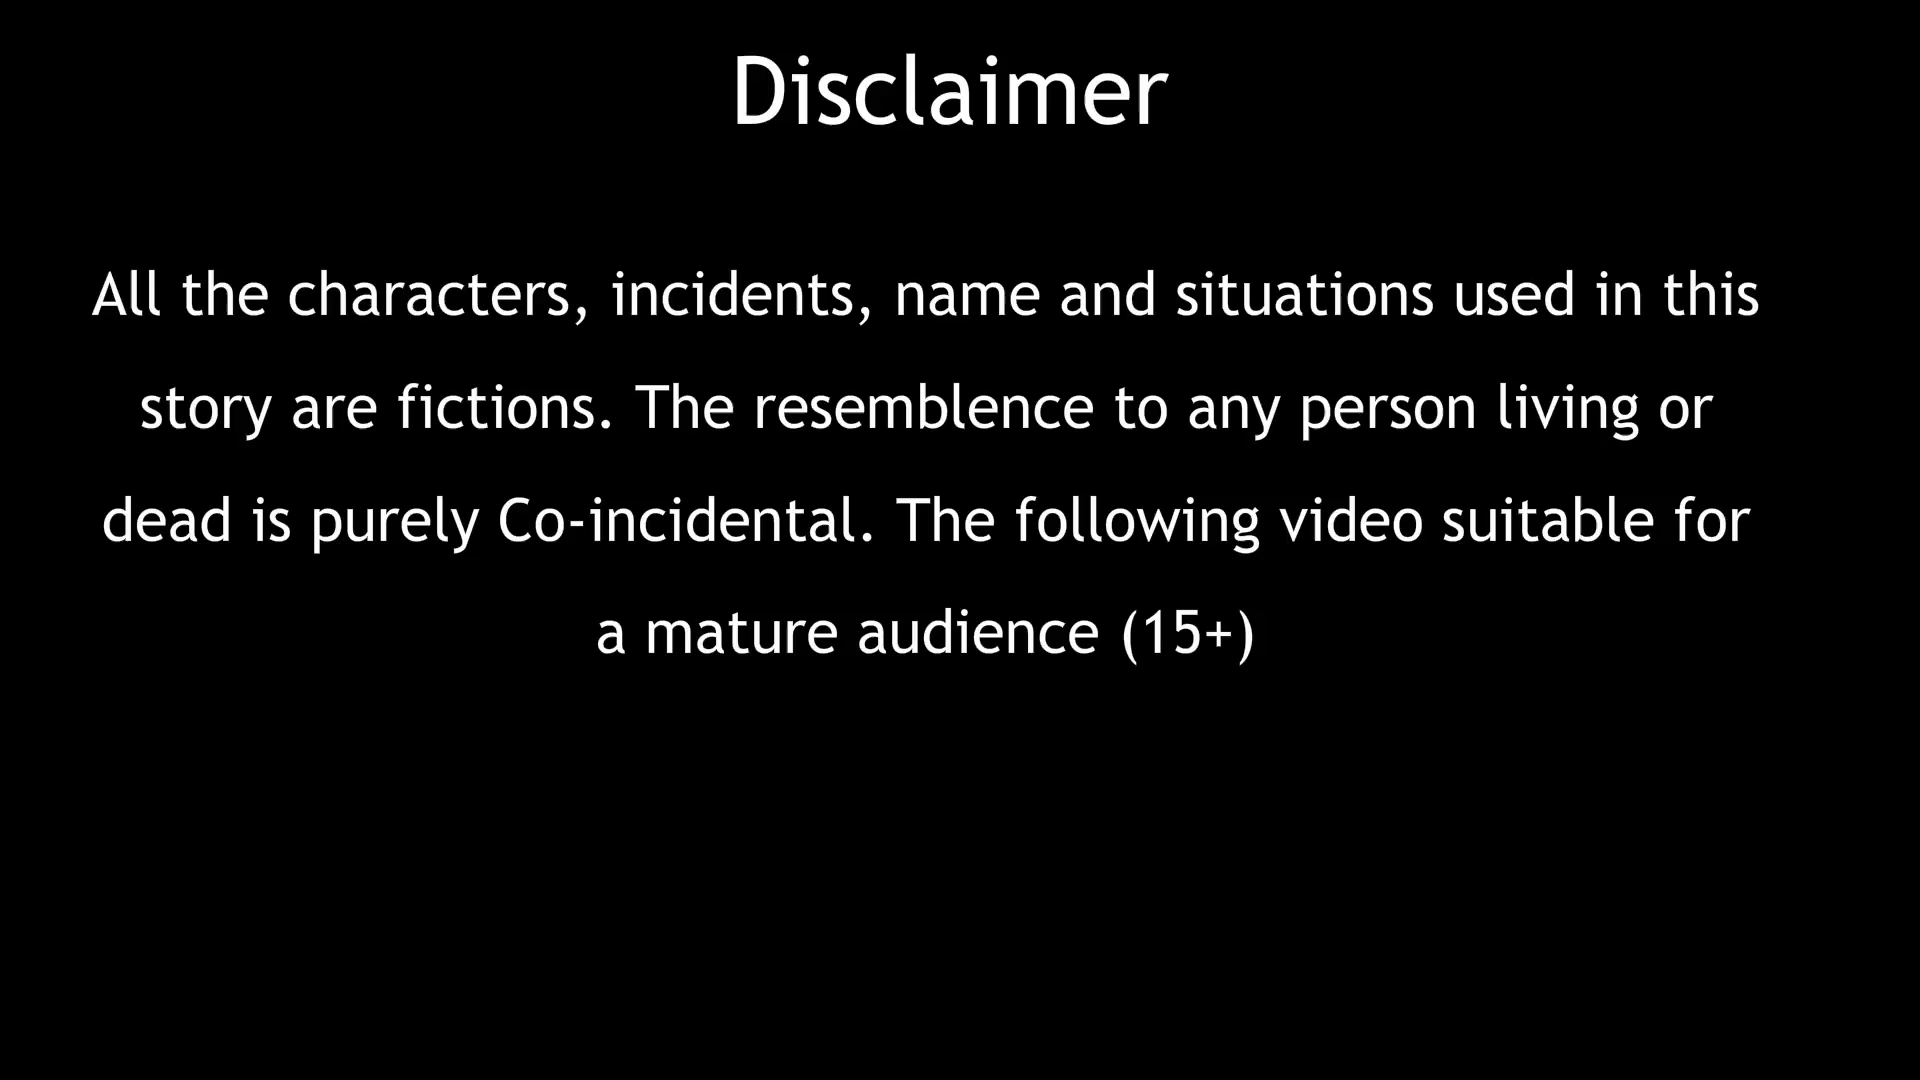 Disclaimer
All the characters, incidents, name and situations used in this
story are fictions. The resemblence to any person living or
dead is purely Co-incidental. The following video suitable for
a mature audience (15+)